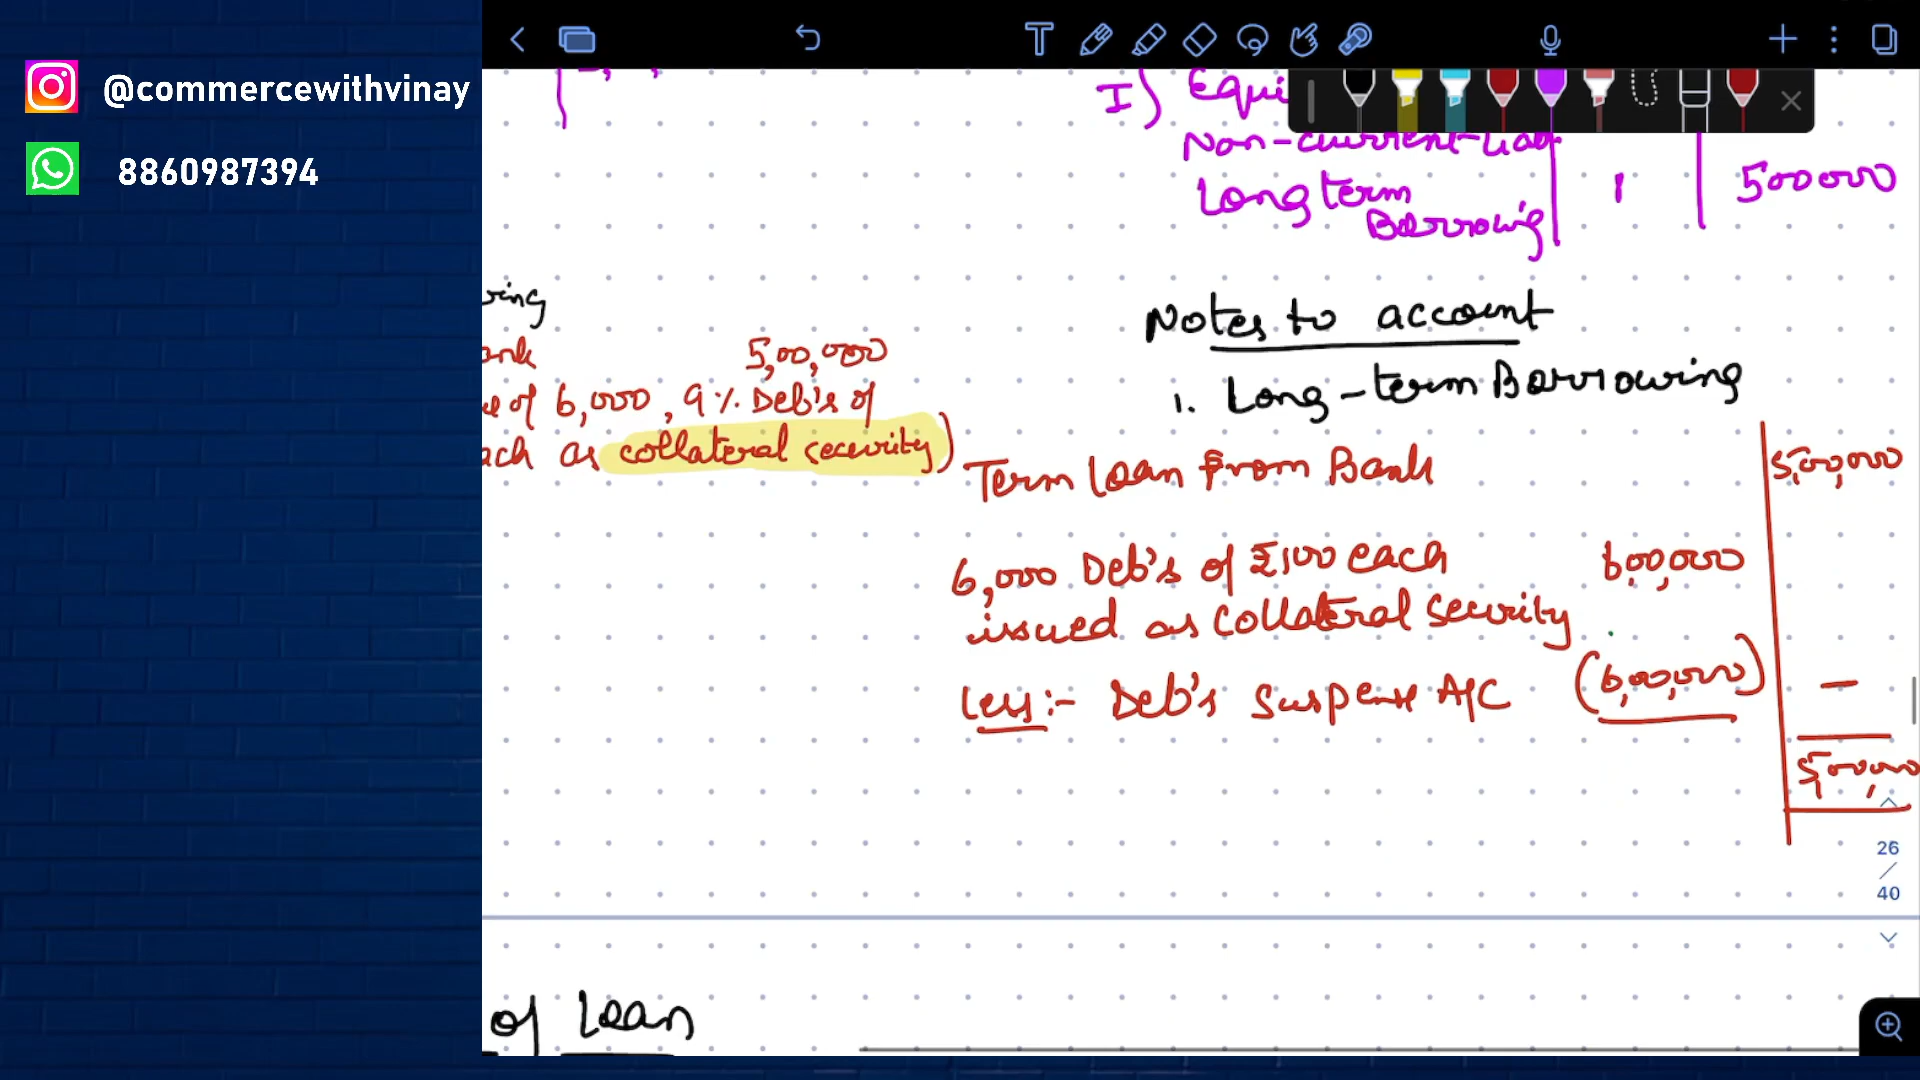 @commercewithvinay
8860987394
I) Equi
Non-current-Liab
Long term 1 500000
Borrowing
Notes to account
1. Long-term Borrowing
ring
ank 5,00,000
of 6,000, 9% Deb's of
ach as collateral security)
Term Loan from Bank 5,00,000
6,000 Deb's of ₹100 each 6,00,000
issued as collateral security
Less:- Deb's Suspense A/C (6,00,000) —
5,00,000
26
/
40
of Loan